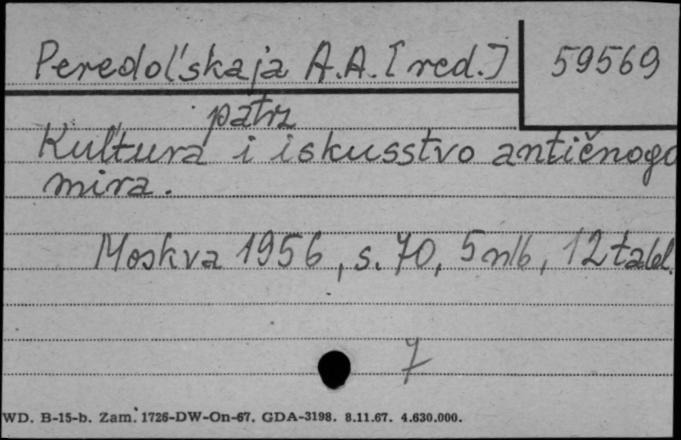 Peredol'skaja A.A. [red.] 59569
patrz
Kul'tura i iskusstvo antičnogo
mira.
Moskva 1956, s. 70, 5 nlb, 12 tabl.
7
WD. B-15-b. Zam. 1726-DW-On-67. GDA-3198. 8.11.67. 4.630.000.